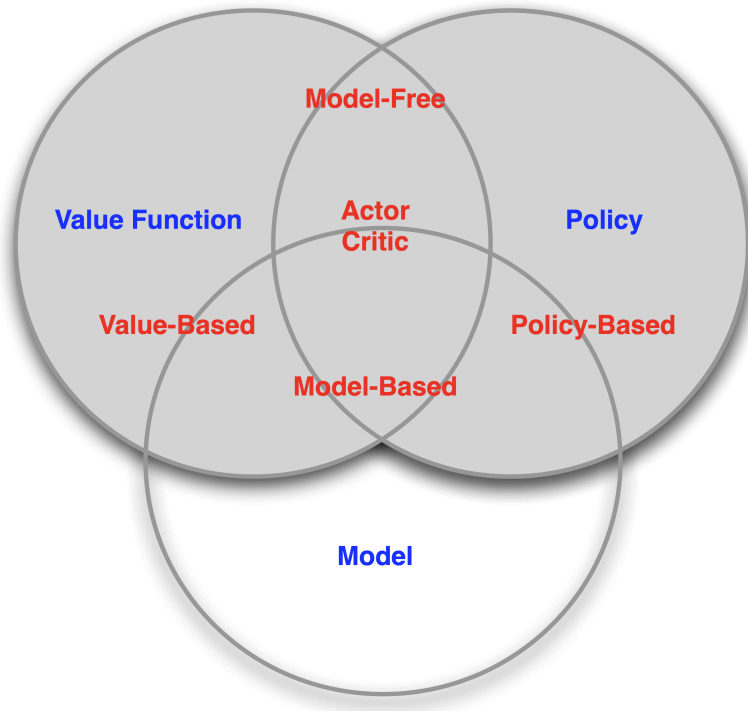 Model-Free
Actor
Critic
Value Function
Policy
Value-Based
Policy-Based
Model-Based
Model